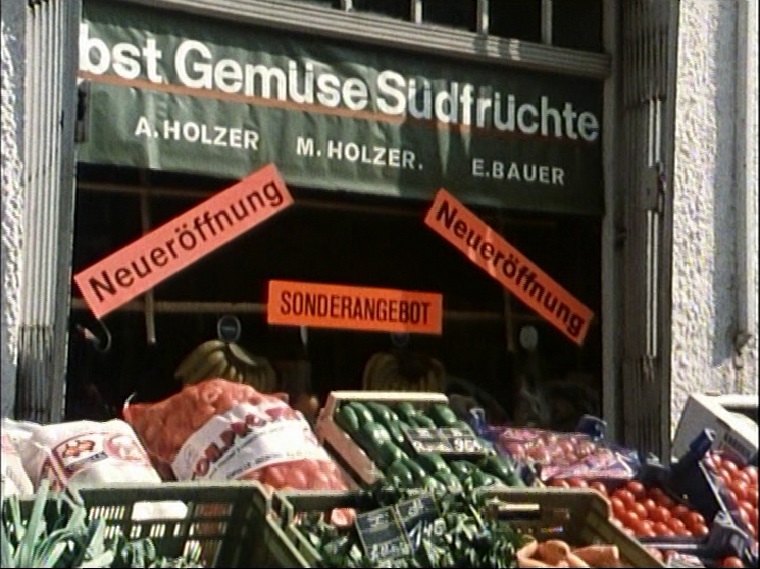 bst Gemüse Südfrüchte
A. HOLZER M. HOLZER. E. BAUER
Neueröffnung
Neueröffnung
SONDERANGEBOT